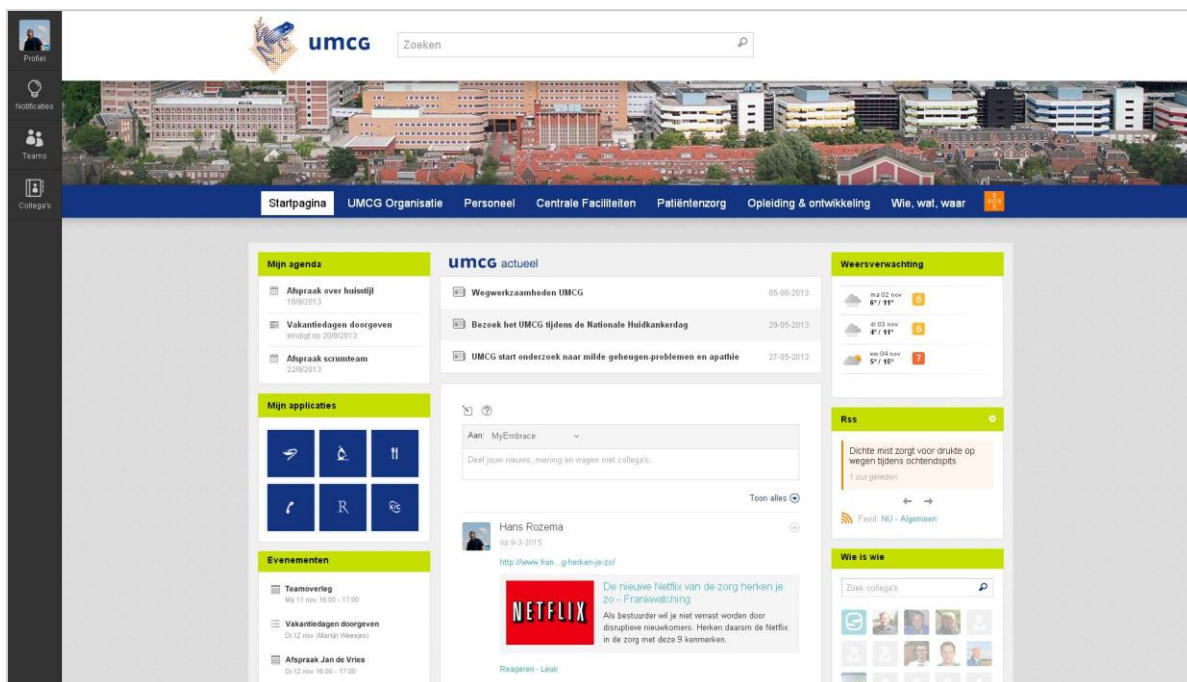 Profiel
Notificaties
Teams
Collega's
umcg
Zoeken
Startpagina
UMCG Organisatie
Personeel
Centrale Faciliteiten
Patiëntenzorg
Opleiding & ontwikkeling
Wie, wat, waar
Mijn agenda
Afspraak over huisstijl
18/9/2013
Vakantiedagen doorgeven
eindigt op 20/9/2013
Afspraak scrumteam
22/9/2013
Mijn applicaties
R
Evenementen
Teamoverleg
Ma 11 nov 16:00 - 17:00
Vakantiedagen doorgeven
Di 12 nov (Martijn Weesjes)
Afspraak Jan de Vries
Di 12 nov 16:00 - 17:00
umcg actueel
Wegwerkzaamheden UMCG
05-06-2013
Bezoek het UMCG tijdens de Nationale Huidkankerdag
29-05-2013
UMCG start onderzoek naar milde geheugen-problemen en apathie
27-05-2013
Aan: MyEmbrace
Deel jouw nieuws, mening en vragen met collega's.
Toon alles
Hans Rozema
op 9-3-2015
http://www.fran...g-herken-je-zo/
NETFLIX
De nieuwe Netflix van de zorg herken je
zo - Frankwatching
Als bestuurder wil je niet verrast worden door
disruptieve nieuwkomers. Herken daarom de Netflix
in de zorg met deze 9 kenmerken.
Reageren - Leuk
Weersverwachting
ma 02 nov
6° / 11°
6
di 03 nov
4° / 11°
6
wo 04 nov
5° / 15°
7
Rss
Dichte mist zorgt voor drukte op
wegen tijdens ochtendspits
1 uur geleden
Feed: NU - Algemeen
Wie is wie
Zoek collega's